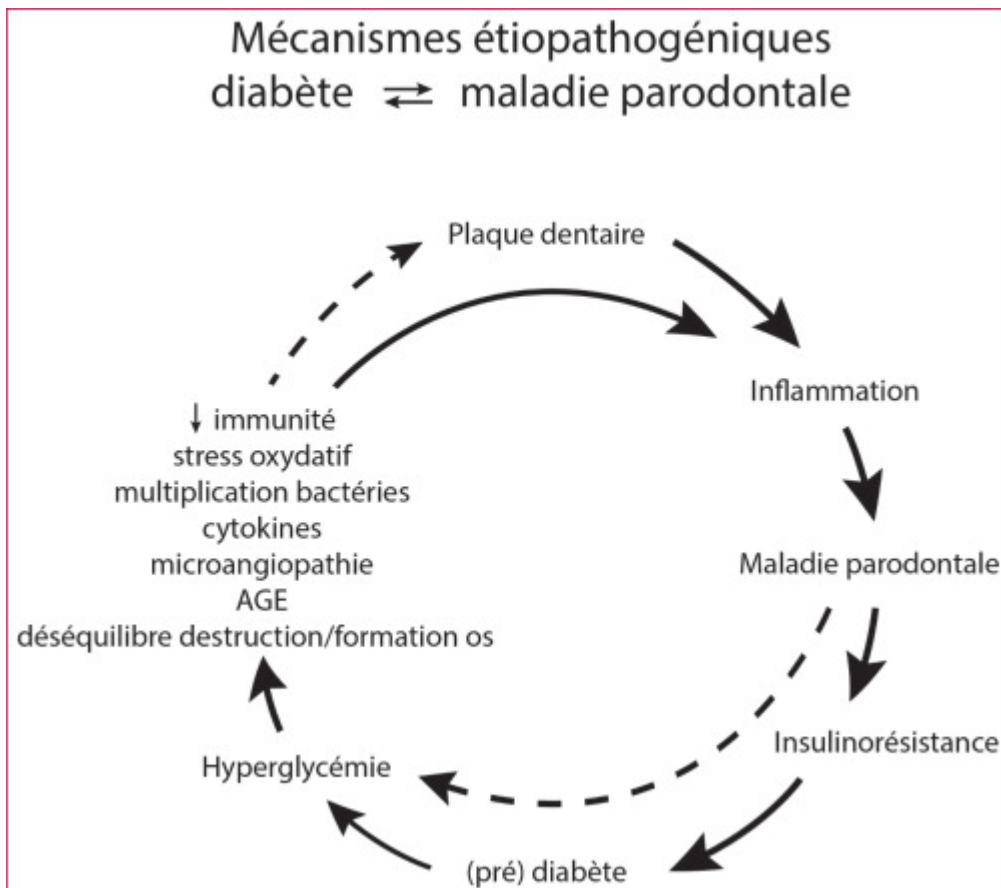 Mécanismes étiopathogéniques
diabète ⇌ maladie parodontale
Plaque dentaire
Inflammation
↓ immunité
stress oxydatif
multiplication bactéries
cytokines
microangiopathie
AGE
déséquilibre destruction/formation os
Maladie parodontale
Insulinorésistance
Hyperglycémie
(pré) diabète